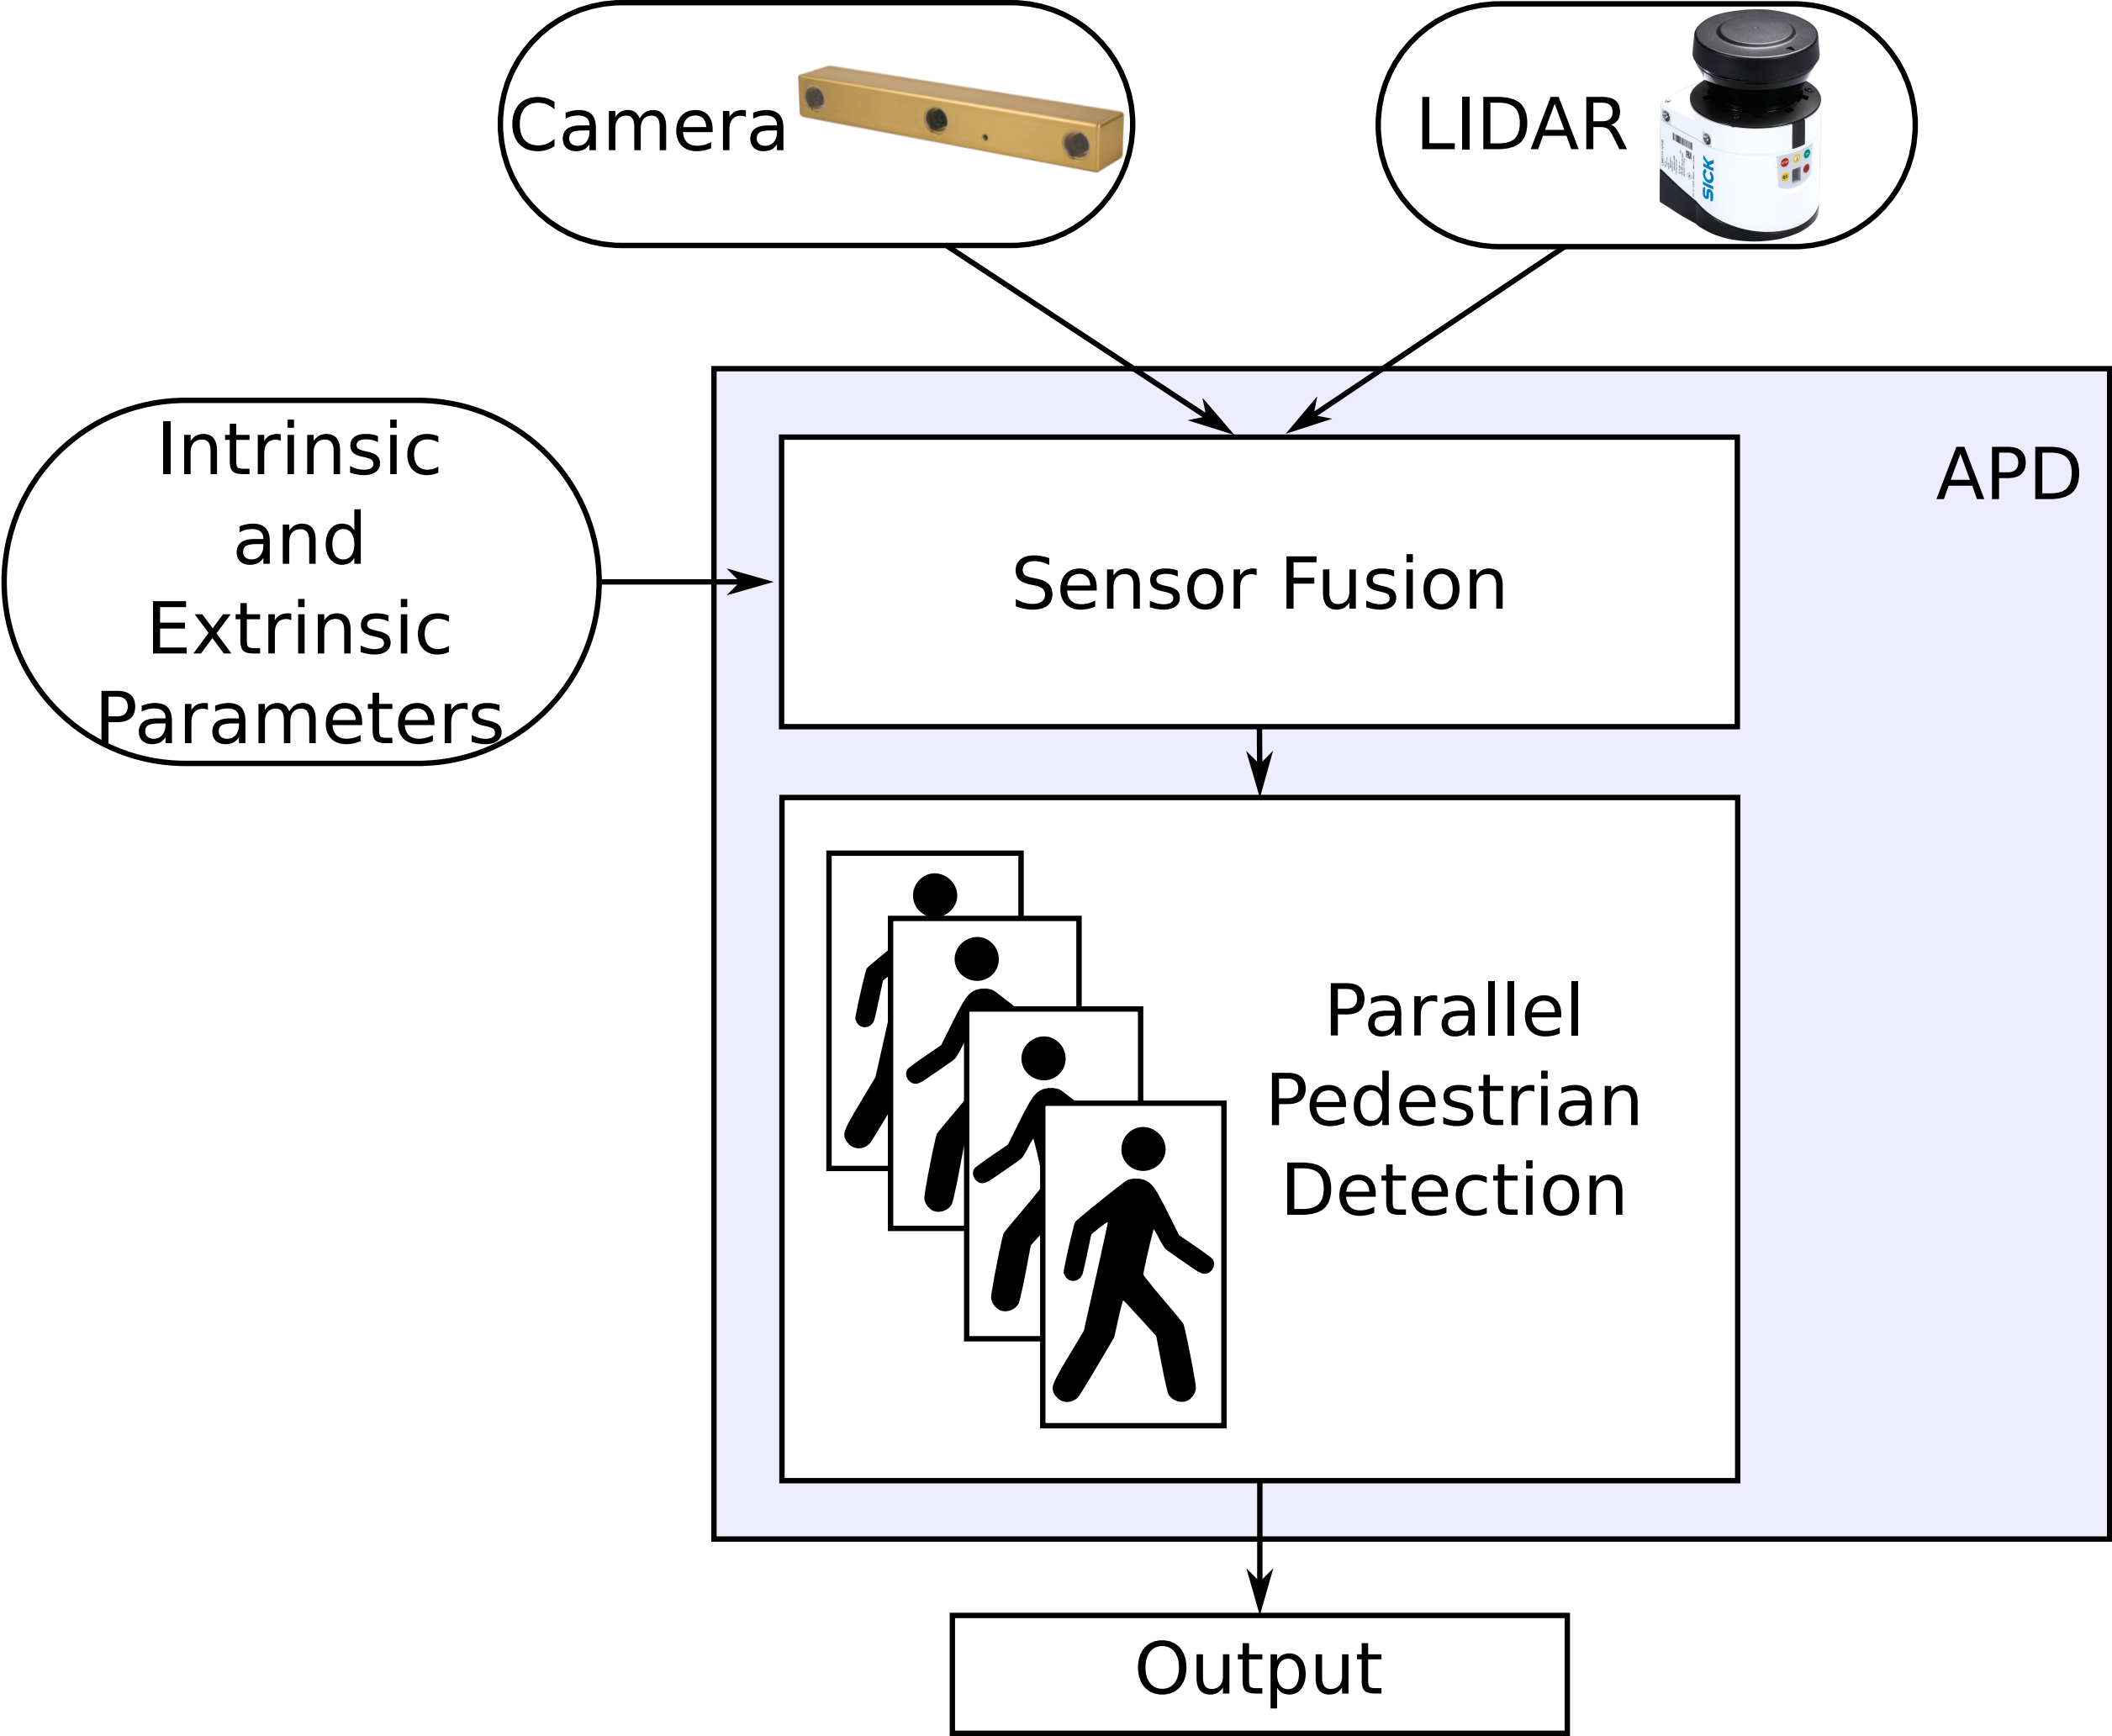 Camera
LIDAR
SICK
Intrinsic
and
Extrinsic
Parameters
APD
Sensor Fusion
Parallel
Pedestrian
Detection
Output